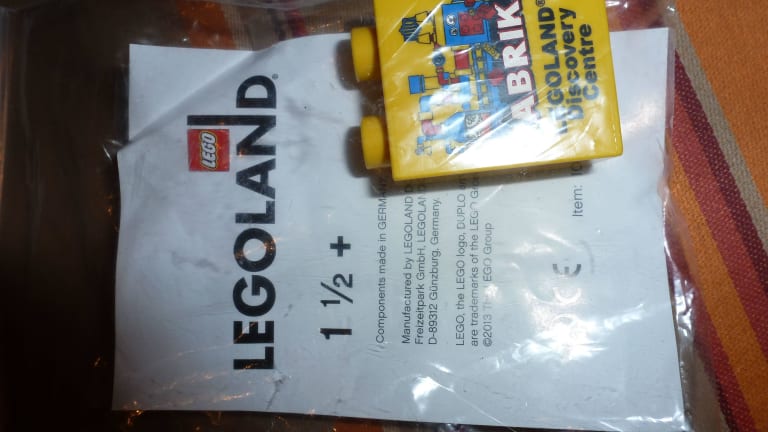 LEGOLAND®
LEGO
1 ½ +
Components made in GERMANY
Manufactured by LEGOLAND
Freizeitpark GmbH, LEGOLAND
D-89312 Günzburg, Germany.
LEGO, the LEGO logo, DUPLO
are trademarks of the LEGO
©2013 The LEGO Group
CE
Item:
ABRIK
LEGOLAND®
Discovery
Centre